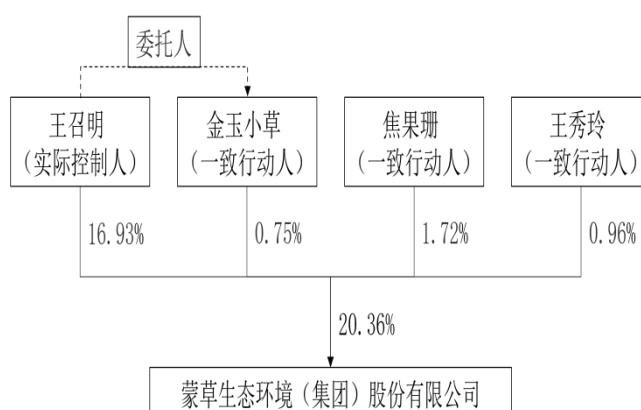 委托人
王召明
（实际控制人）
金玉小草
（一致行动人）
焦果珊
（一致行动人）
王秀玲
（一致行动人）
16.93%
0.75%
1.72%
0.96%
20.36%
蒙草生态环境（集团）股份有限公司